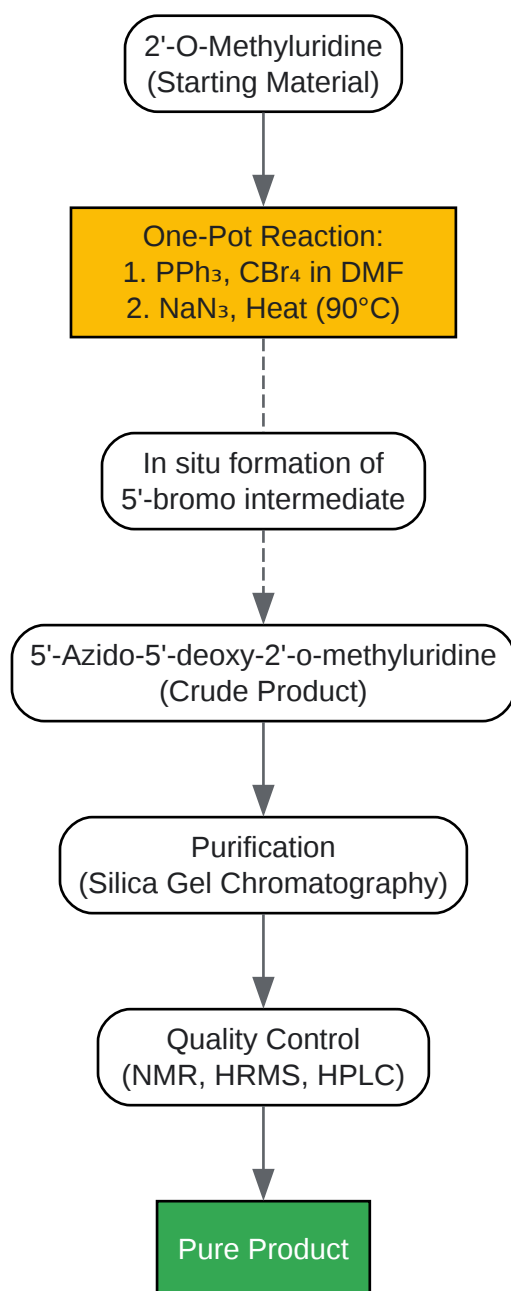 2'-O-Methyluridine
(Starting Material)
One-Pot Reaction:
1. PPh₃, CBr₄ in DMF
2. NaN₃, Heat (90°C)
In situ formation of
5'-bromo intermediate
5'-Azido-5'-deoxy-2'-o-methyluridine
(Crude Product)
Purification
(Silica Gel Chromatography)
Quality Control
(NMR, HRMS, HPLC)
Pure Product